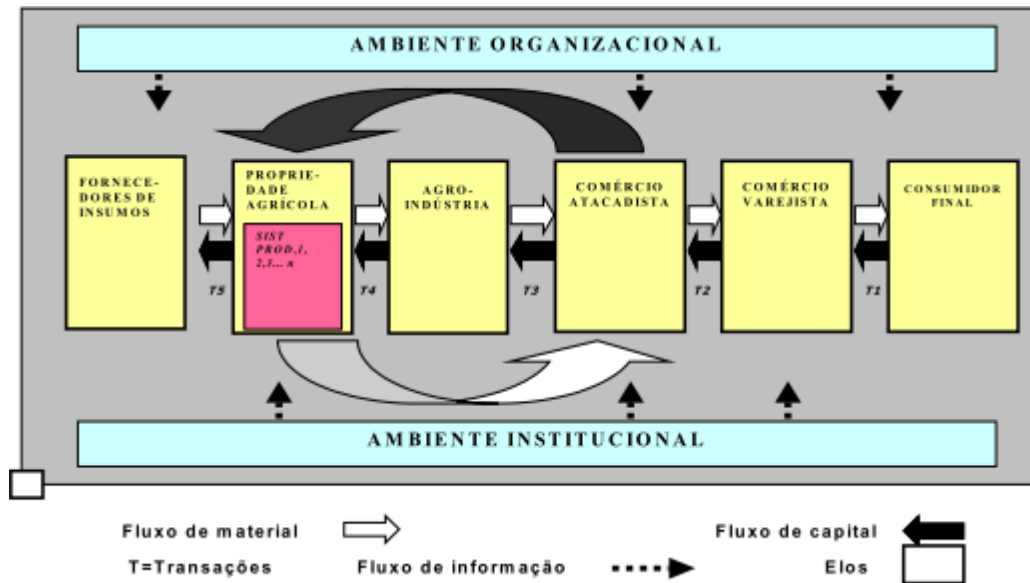 AMBIENTE ORGANIZACIONAL
FORNECE-
DORES DE
INSUMOS
PROPRIE-
DADE
AGRÍCOLA
SIST
PROD,1,
2,3... n
AGRO-
INDÚSTRIA
COMÉRCIO
ATACADISTA
COMÉRCIO
VAREJISTA
CONSUMIDOR
FINAL
T5
T4
T3
T2
T1
AMBIENTE INSTITUCIONAL
Fluxo de material
Fluxo de capital
T=Transações
Fluxo de informação
Elos